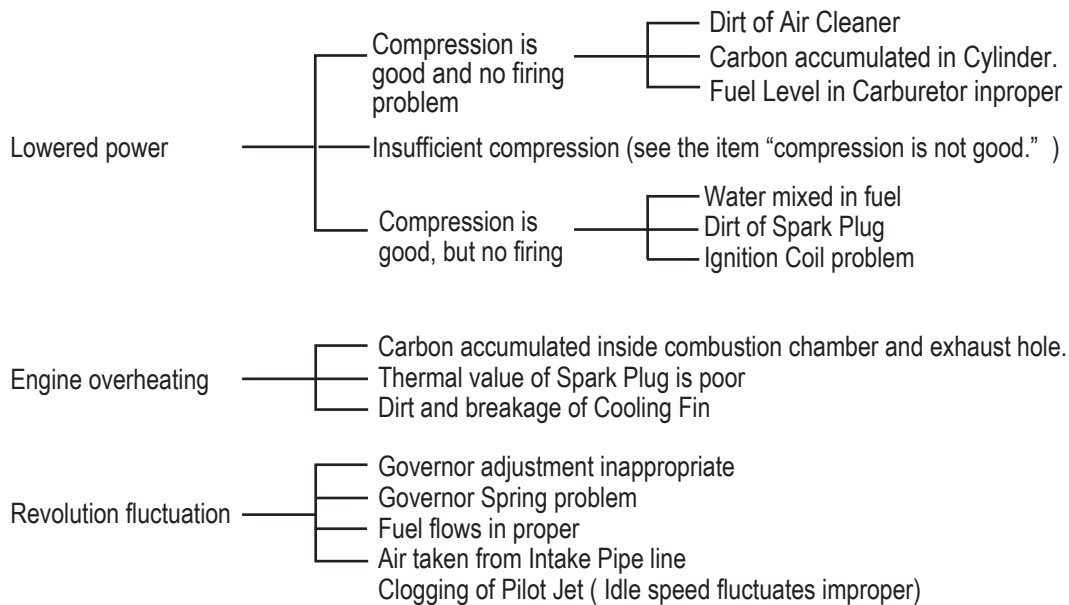 Lowered power
Compression is
good and no firing
problem
Dirt of Air Cleaner
Carbon accumulated in Cylinder.
Fuel Level in Carburetor inproper
Insufficient compression (see the item “compression is not good.” )
Compression is
good, but no firing
Water mixed in fuel
Dirt of Spark Plug
Ignition Coil problem
Engine overheating
Carbon accumulated inside combustion chamber and exhaust hole.
Thermal value of Spark Plug is poor
Dirt and breakage of Cooling Fin
Revolution fluctuation
Governor adjustment inappropriate
Governor Spring problem
Fuel flows in proper
Air taken from Intake Pipe line
Clogging of Pilot Jet ( Idle speed fluctuates improper)